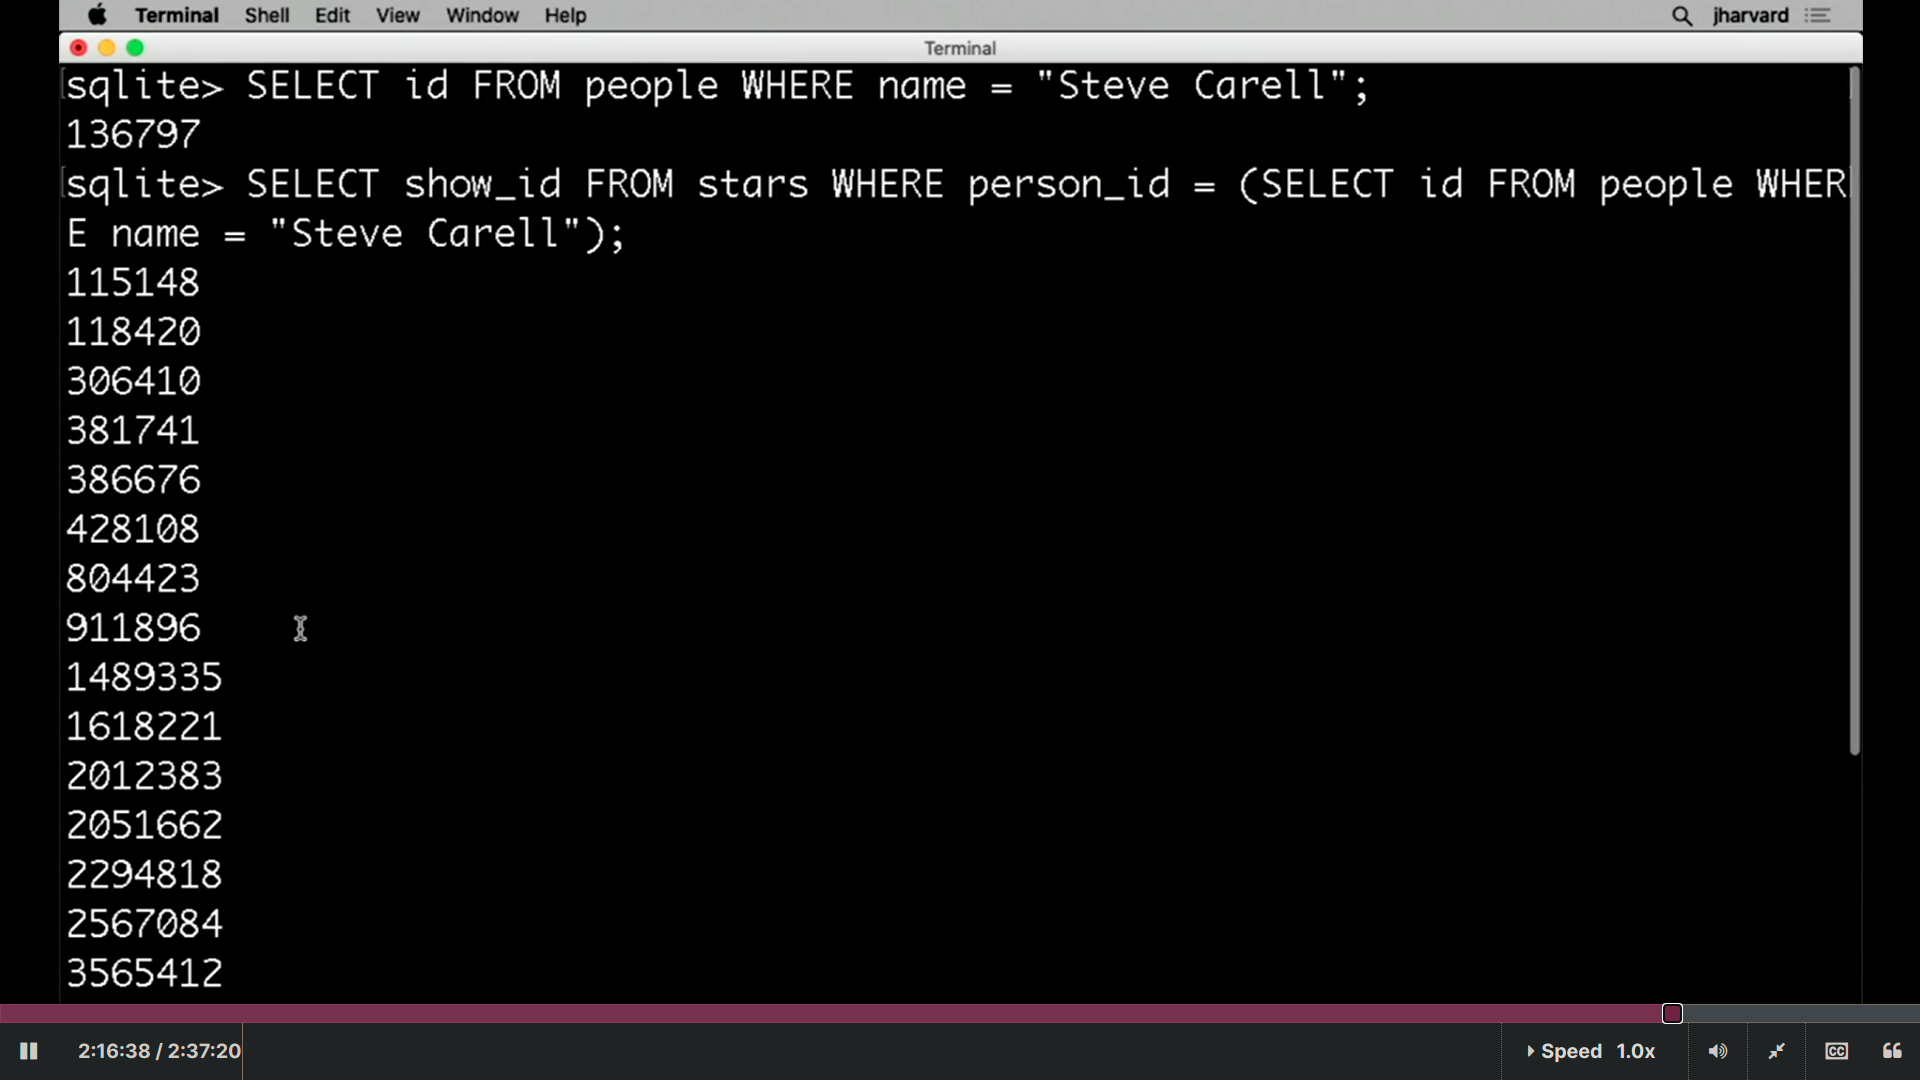 Terminal Shell Edit View Window Help jharvard
Terminal
sqlite> SELECT id FROM people WHERE name = "Steve Carell";
136797
sqlite> SELECT show_id FROM stars WHERE person_id = (SELECT id FROM people WHER
E name = "Steve Carell");
115148
118420
306410
381741
386676
428108
804423
911896
1489335
1618221
2012383
2051662
2294818
2567084
3565412
2:16:38 / 2:37:20 Speed 1.0x CC